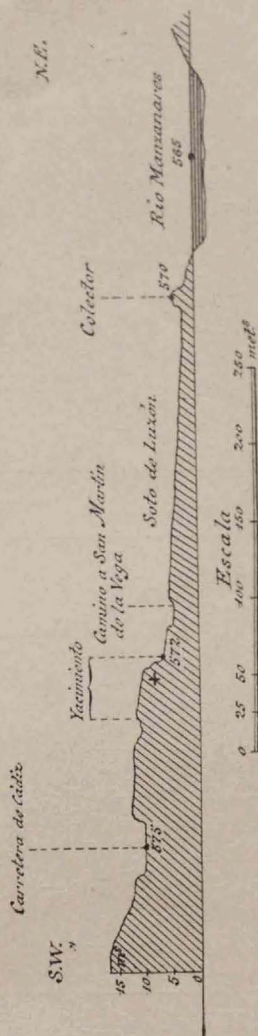 S.W.
N.E.
Carretera de Cádiz
Yacimiento
Camino a San Martín
de la Vega
Soto de Luzón
Colector
Río Manzanares
575
572
570
565
15
10
5
0
Escala
0 25 50 100 150 200 250
met.s